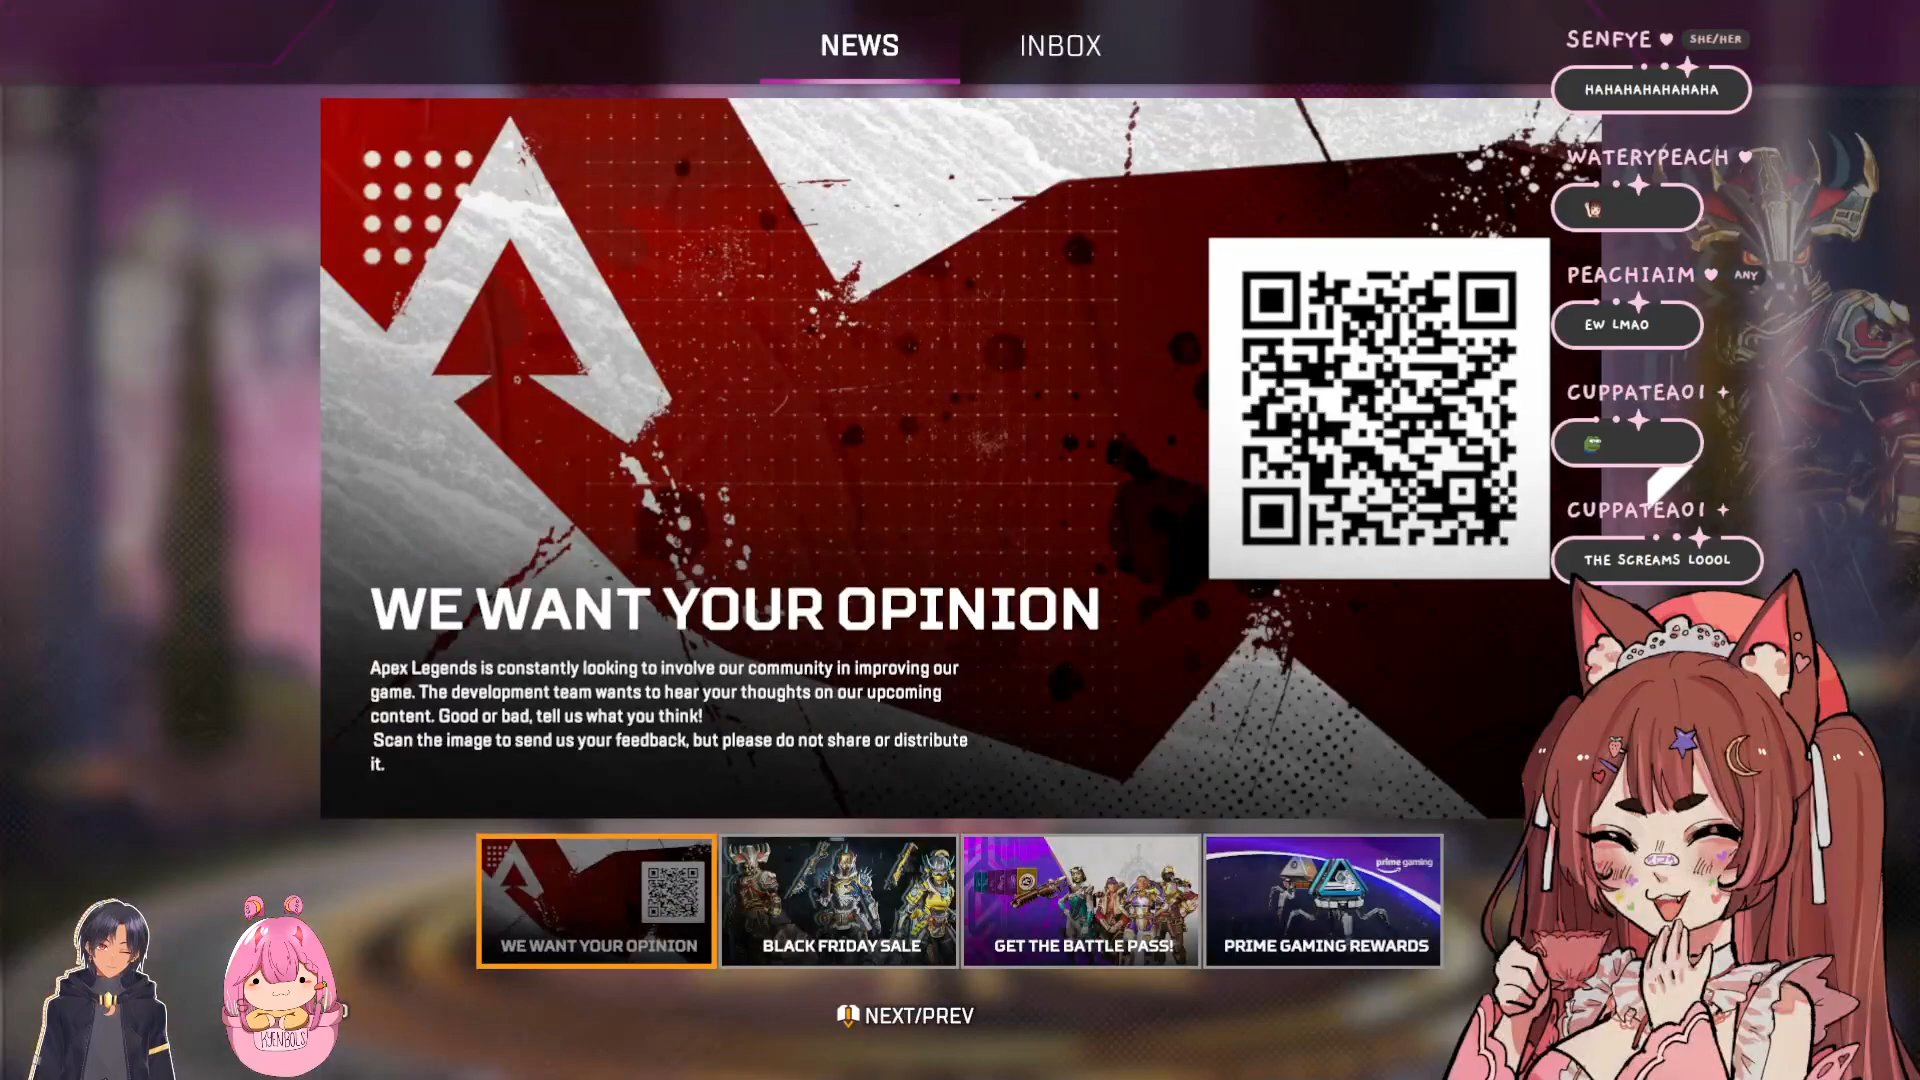 NEWS
INBOX
SENFYE
SHE/HER
HAHAHAHAHAHAHA
WATERYPEACH
PEACHIAIM
ANY
EW LMAO
CUPPATEA01
CUPPATEA01
THE SCREAMS LOOOL
WE WANT YOUR OPINION
Apex Legends is constantly looking to involve our community in improving our
game. The development team wants to hear your thoughts on our upcoming
content. Good or bad, tell us what you think!
Scan the image to send us your feedback, but please do not share or distribute
it.
WE WANT YOUR OPINION
BLACK FRIDAY SALE
GET THE BATTLE PASS!
prime gaming
PRIME GAMING REWARDS
NEXT/PREV
KYENBOLS